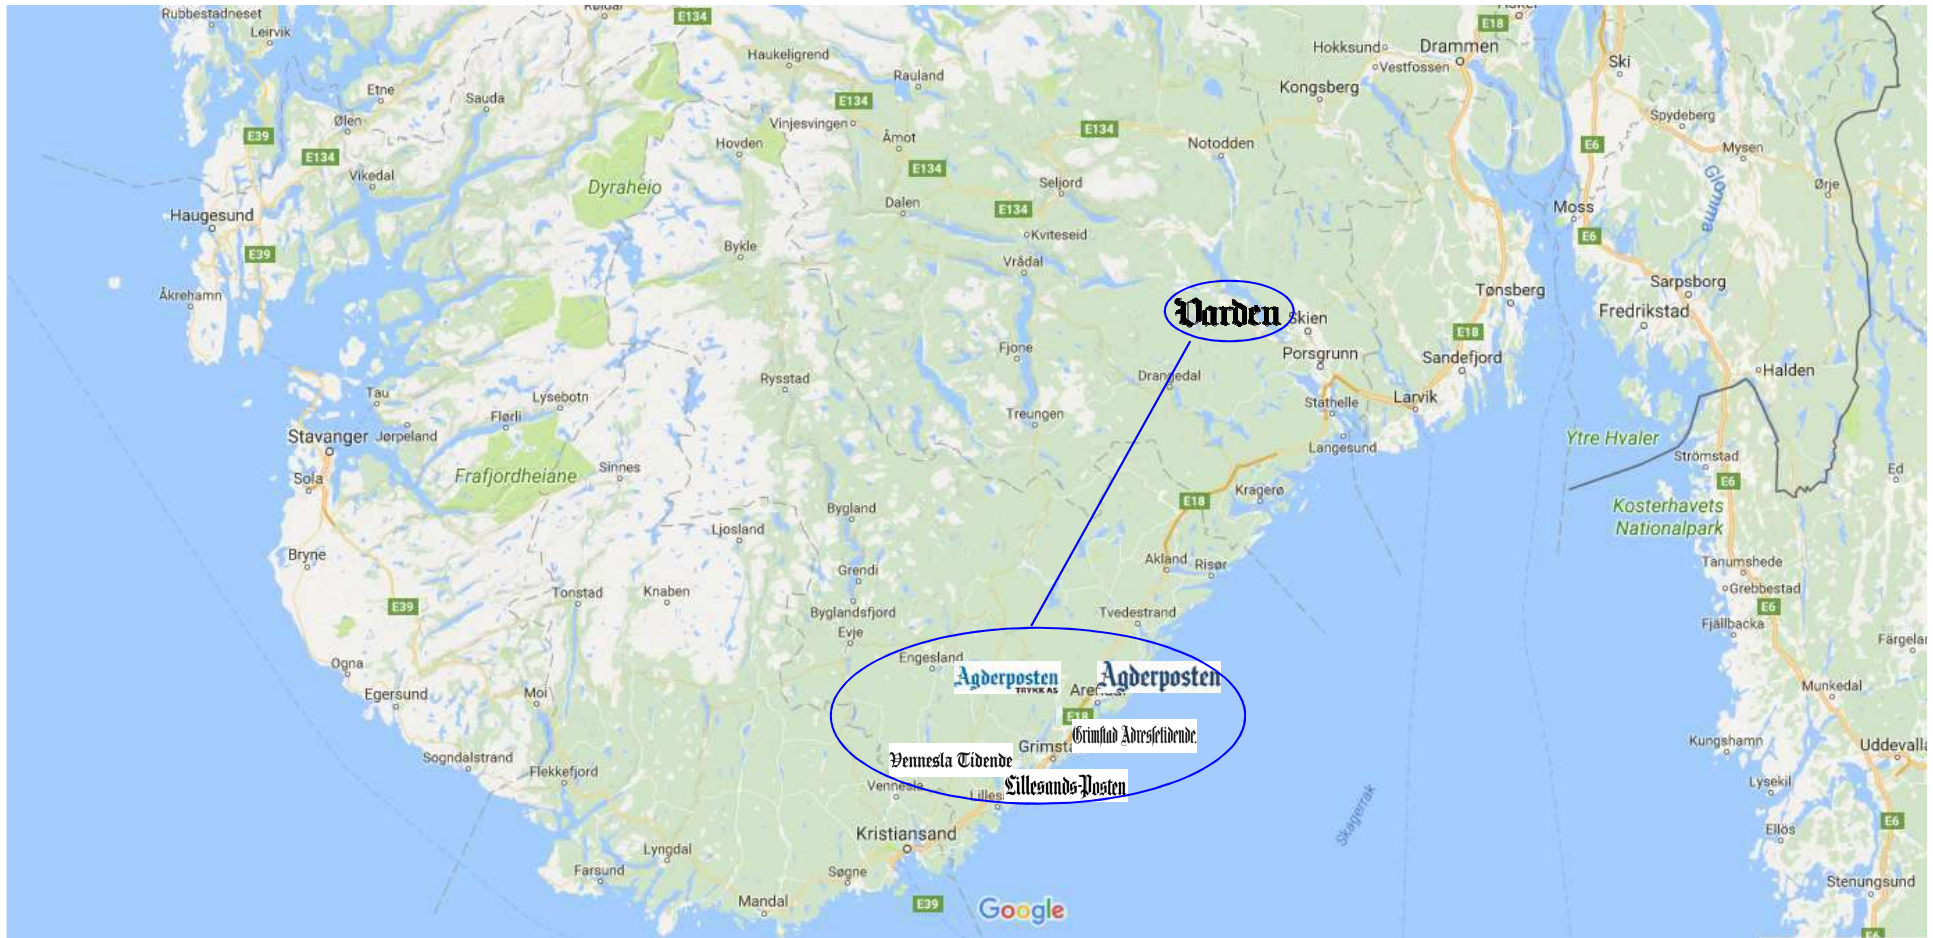 Rubbestadneset
Leirvik
Røldal
E134
Haukeligrend
Rauland
Hokksund
Drammen
Vestfossen
E18
Asker
Ski
Kongsberg
Etne
Sauda
Ølen
E39
E134
Vikedal
E134
Vinjesvingen
Åmot
Hovden
E134
E134
Notodden
Spydeberg
E6
Mysen
Glomma
Ørje
Dyraheio
Seljord
Dalen
E134
Kviteseid
Moss
E6
Haugesund
E39
Bykle
Vrådal
Åkrehamn
Varden
Skien
Tønsberg
Sarpsborg
Fredrikstad
E18
Porsgrunn
Sandefjord
Fjone
Rysstad
Drangedal
Halden
Tau
Lysebotn
Flørli
Treungen
Stathelle
Larvik
Stavanger
Jørpeland
Langesund
Ytre Hvaler
Strömstad
Sola
Frafjordheiane
Sinnes
E6
Ed
Kragerø
E18
Kosterhavets
Nationalpark
Bygland
Ljosland
Bryne
Akland
Risør
Tanumshede
Grendi
Grebbestad
Tonstad
Knaben
E39
Byglandsfjord
Tvedestrand
E6
Evje
Fjällbacka
Ogna
Engesland
Agderposten
TRYKK AS
Agderposten
Egersund
Moi
E18
Munkedal
Grimstad Adressetidende.
Kungshamn
Uddevalla
Vennesla Tidende
Sogndalstrand
Flekkefjord
Vennesla
Lillesands-Posten
Lysekil
Skagerrak
E6
Ellös
Kristiansand
Lyngdal
Farsund
Søgne
Mandal
E39
Google
Stenungsund
E6